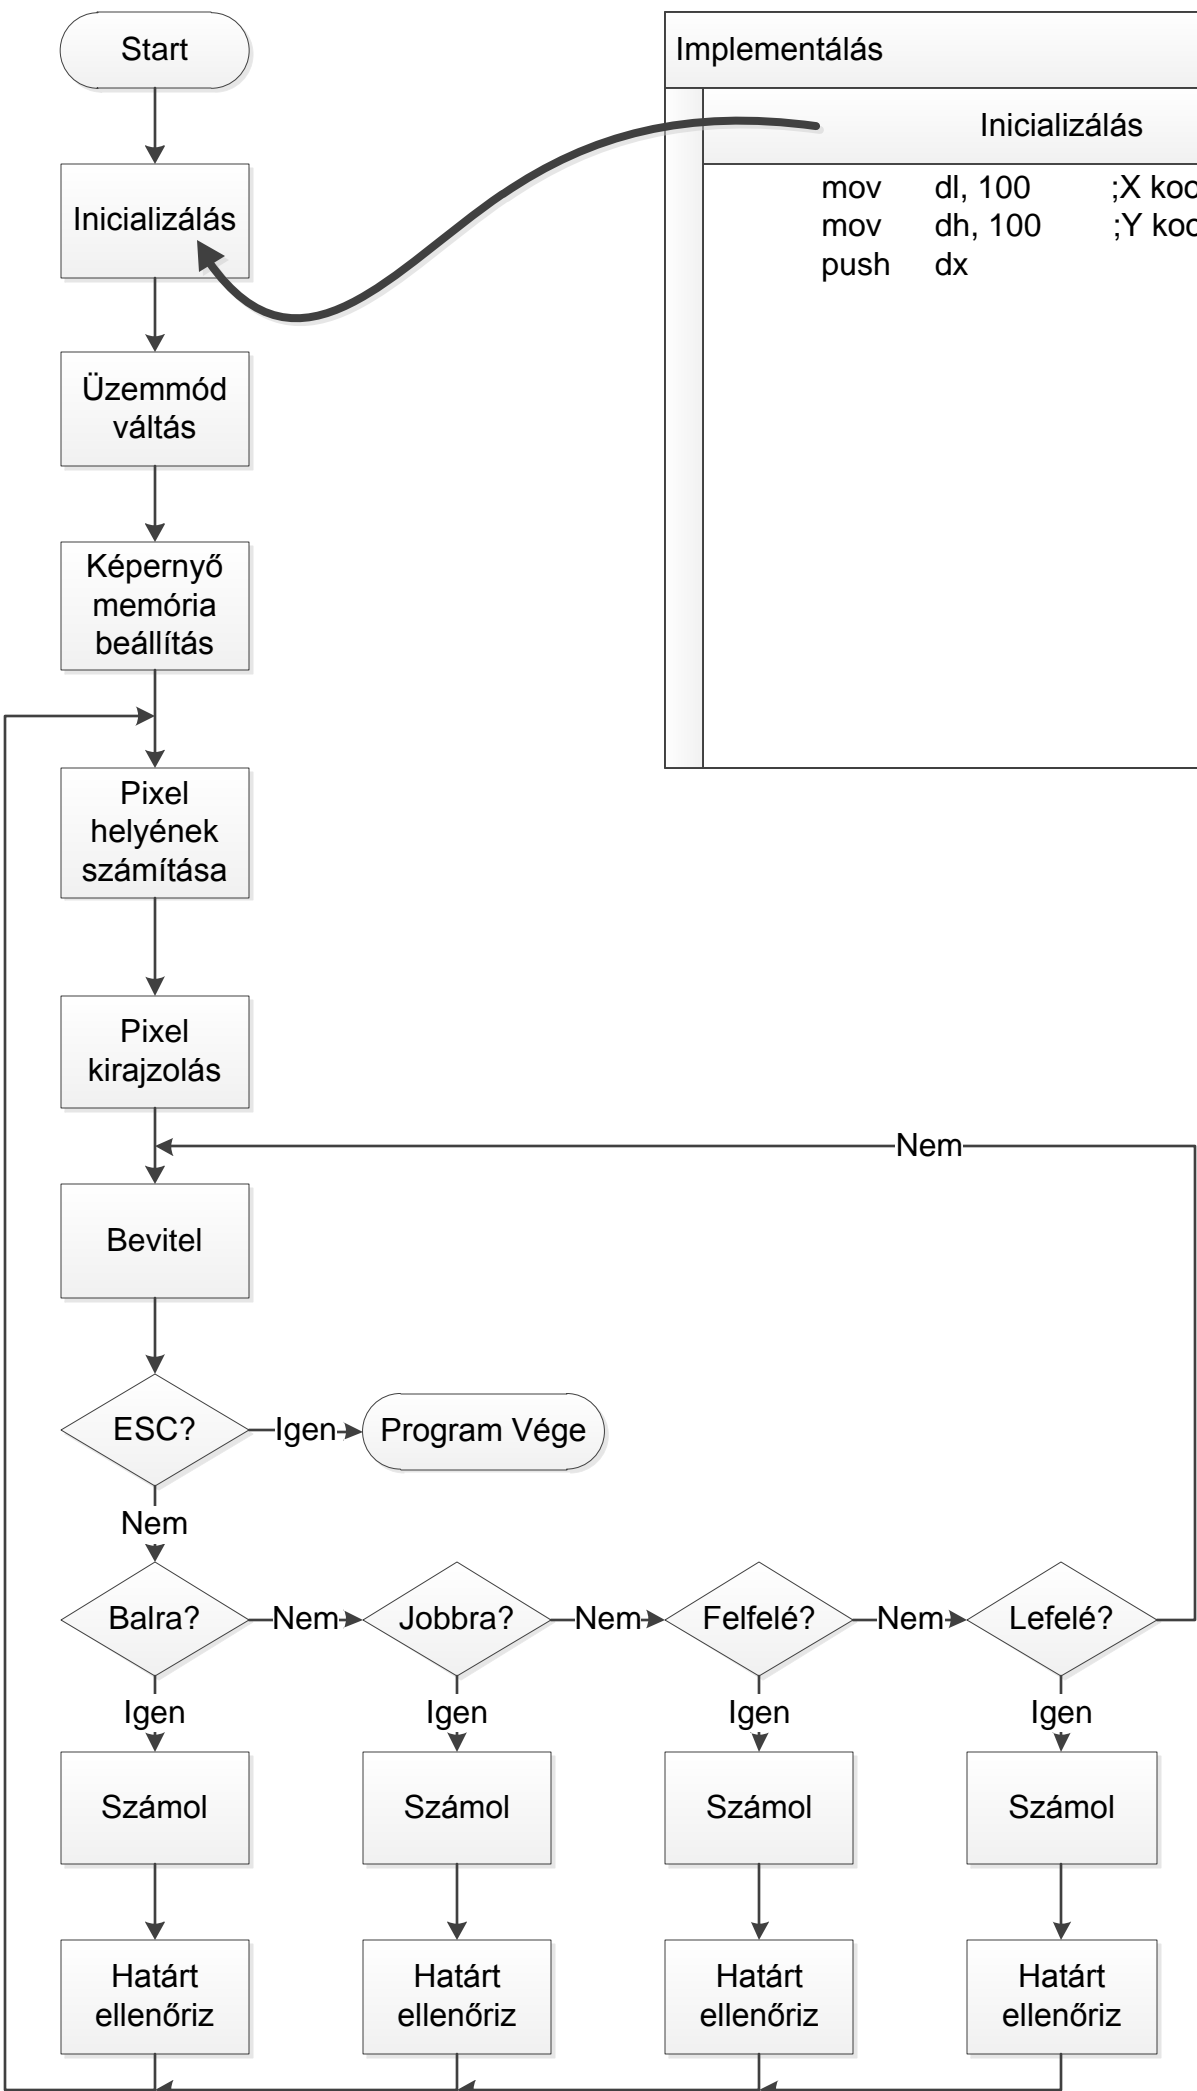 Start
Implementálás
Inicializálás
mov dl, 100 ;X
mov dh, 100 ;Y
push dx
Inicializálás
Üzemmód
váltás
Képernyő
memória
beállítás
Pixel
helyének
számítása
Pixel
kirajzolás
Nem
Bevitel
ESC?
Igen
Program Vége
Nem
Balra?
Nem
Jobbra?
Nem
Felfelé?
Nem
Lefelé?
Igen
Igen
Igen
Igen
Számol
Számol
Számol
Számol
Határt
ellenőriz
Határt
ellenőriz
Határt
ellenőriz
Határt
ellenőriz